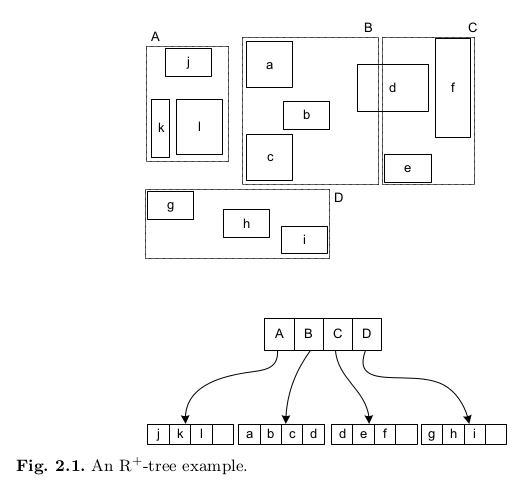 B C
A
j
a
d f
b
k l
c
e
g
D
h
i
A B C D
j k l a b c d d e f g h i
Fig. 2.1. An R+-tree example.